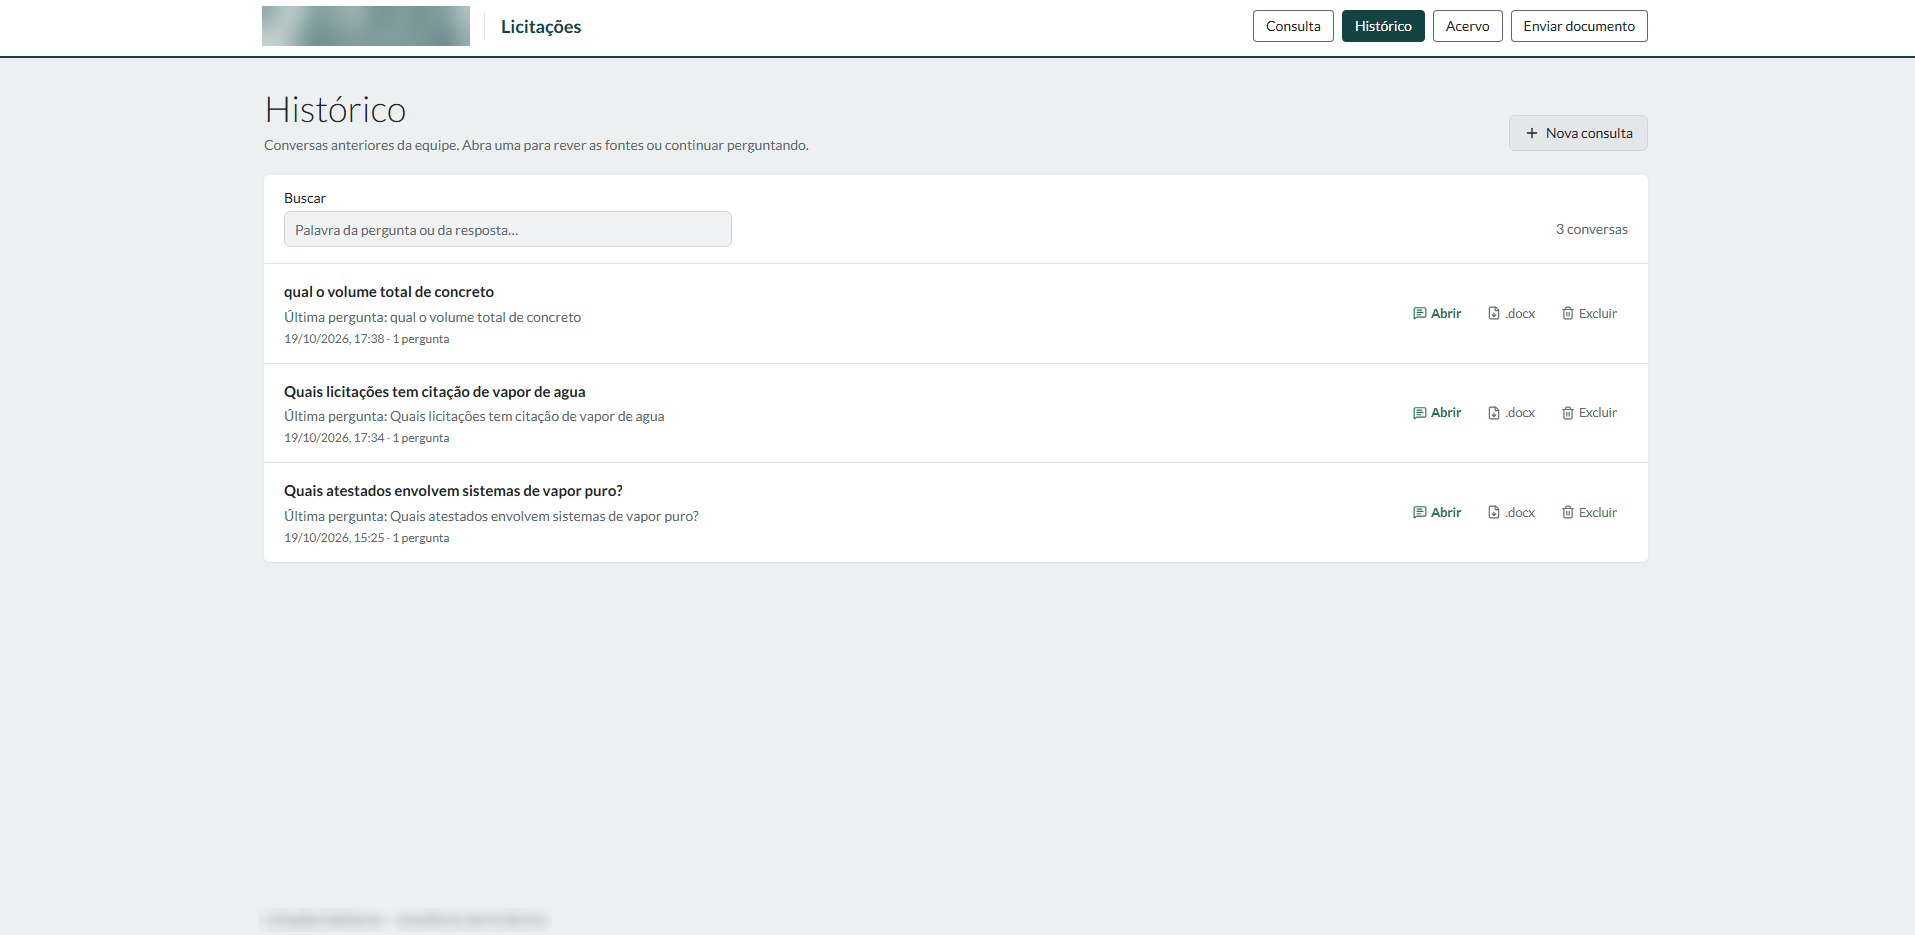 Licitações
Consulta
Histórico
Acervo
Enviar documento
Histórico
Conversas anteriores da equipe. Abra uma para rever as fontes ou continuar perguntando.
+ Nova consulta
Buscar
Palavra da pergunta ou da resposta...
3 conversas
qual o volume total de concreto
Última pergunta: qual o volume total de concreto
19/10/2026, 17:38 · 1 pergunta
Abrir
.docx
Excluir
Quais licitações tem citação de vapor de agua
Última pergunta: Quais licitações tem citação de vapor de agua
19/10/2026, 17:34 · 1 pergunta
Abrir
.docx
Excluir
Quais atestados envolvem sistemas de vapor puro?
Última pergunta: Quais atestados envolvem sistemas de vapor puro?
19/10/2026, 15:25 · 1 pergunta
Abrir
.docx
Excluir